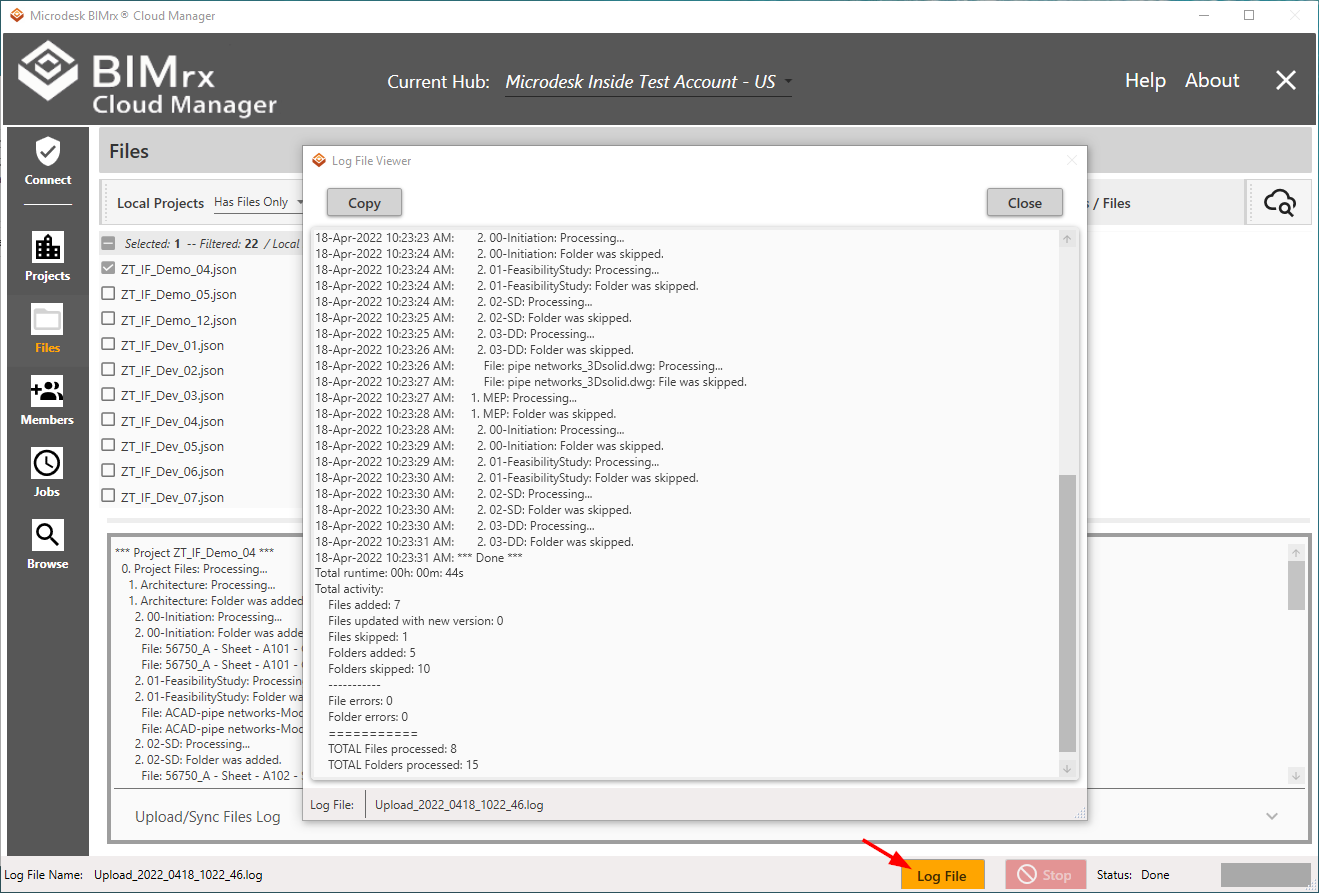 Microdesk BIMrx® Cloud Manager
BIMrx
Cloud Manager
Current Hub: Microdesk Inside Test Account - US
Help About
Connect
Projects
Files
Members
Jobs
Browse
Files
Local Projects Has Files Only
/ Files
Selected: 1 -- Filtered: 22 / Local
ZT_IF_Demo_04.json
ZT_IF_Demo_05.json
ZT_IF_Demo_12.json
ZT_IF_Dev_01.json
ZT_IF_Dev_02.json
ZT_IF_Dev_03.json
ZT_IF_Dev_04.json
ZT_IF_Dev_05.json
ZT_IF_Dev_06.json
ZT_IF_Dev_07.json
Log File Viewer
Copy
Close
18-Apr-2022 10:23:23 AM: 2. 00-Initiation: Processing...
18-Apr-2022 10:23:24 AM: 2. 00-Initiation: Folder was skipped.
18-Apr-2022 10:23:24 AM: 2. 01-FeasibilityStudy: Processing...
18-Apr-2022 10:23:24 AM: 2. 01-FeasibilityStudy: Folder was skipped.
18-Apr-2022 10:23:24 AM: 2. 02-SD: Processing...
18-Apr-2022 10:23:25 AM: 2. 02-SD: Folder was skipped.
18-Apr-2022 10:23:25 AM: 2. 03-DD: Processing...
18-Apr-2022 10:23:26 AM: 2. 03-DD: Folder was skipped.
18-Apr-2022 10:23:26 AM: File: pipe networks_3Dsolid.dwg: Processing...
18-Apr-2022 10:23:27 AM: File: pipe networks_3Dsolid.dwg: File was skipped.
18-Apr-2022 10:23:27 AM: 1. MEP: Processing...
18-Apr-2022 10:23:28 AM: 1. MEP: Folder was skipped.
18-Apr-2022 10:23:28 AM: 2. 00-Initiation: Processing...
18-Apr-2022 10:23:29 AM: 2. 00-Initiation: Folder was skipped.
18-Apr-2022 10:23:29 AM: 2. 01-FeasibilityStudy: Processing...
18-Apr-2022 10:23:30 AM: 2. 01-FeasibilityStudy: Folder was skipped.
18-Apr-2022 10:23:30 AM: 2. 02-SD: Processing...
18-Apr-2022 10:23:30 AM: 2. 02-SD: Folder was skipped.
18-Apr-2022 10:23:30 AM: 2. 03-DD: Processing...
18-Apr-2022 10:23:31 AM: 2. 03-DD: Folder was skipped.
18-Apr-2022 10:23:31 AM: *** Done ***
Total runtime: 00h: 00m: 44s
Total activity:
Files added: 7
Files updated with new version: 0
Files skipped: 1
Folders added: 5
Folders skipped: 10
-----------
File errors: 0
Folder errors: 0
===========
TOTAL Files processed: 8
TOTAL Folders processed: 15
Log File: Upload_2022_0418_1022_46.log
*** Project ZT_IF_Demo_04 ***
0. Project Files: Processing...
1. Architecture: Processing...
1. Architecture: Folder was added
2. 00-Initiation: Processing...
2. 00-Initiation: Folder was adde
File: 56750_A - Sheet - A101 -
File: 56750_A - Sheet - A101 -
2. 01-FeasibilityStudy: Processin
2. 01-FeasibilityStudy: Folder wa
File: ACAD-pipe networks-Moc
File: ACAD-pipe networks-Moc
2. 02-SD: Processing...
2. 02-SD: Folder was added.
File: 56750_A - Sheet - A102 -
Upload/Sync Files Log
Log File Name: Upload_2022_0418_1022_46.log
Log File
Stop
Status: Done